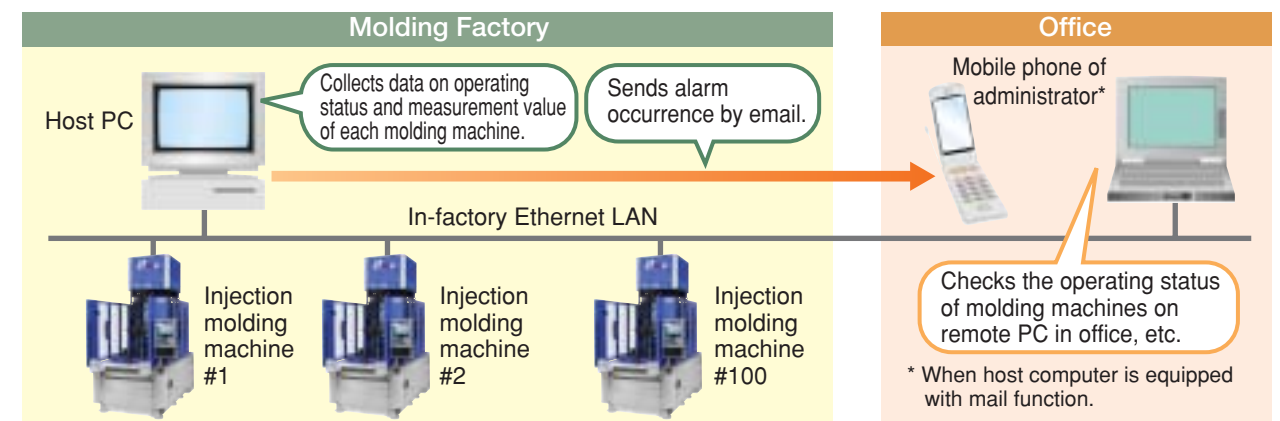 Molding Factory
Host PC
Collects data on operating
status and measurement value
of each molding machine.
Sends alarm
occurrence by email.
In-factory Ethernet LAN
Injection
molding
machine
#1
Injection
molding
machine
#2
Injection
molding
machine
#100
Office
Mobile phone of
administrator*
Checks the operating status
of molding machines on
remote PC in office, etc.
* When host computer is equipped
with mail function.